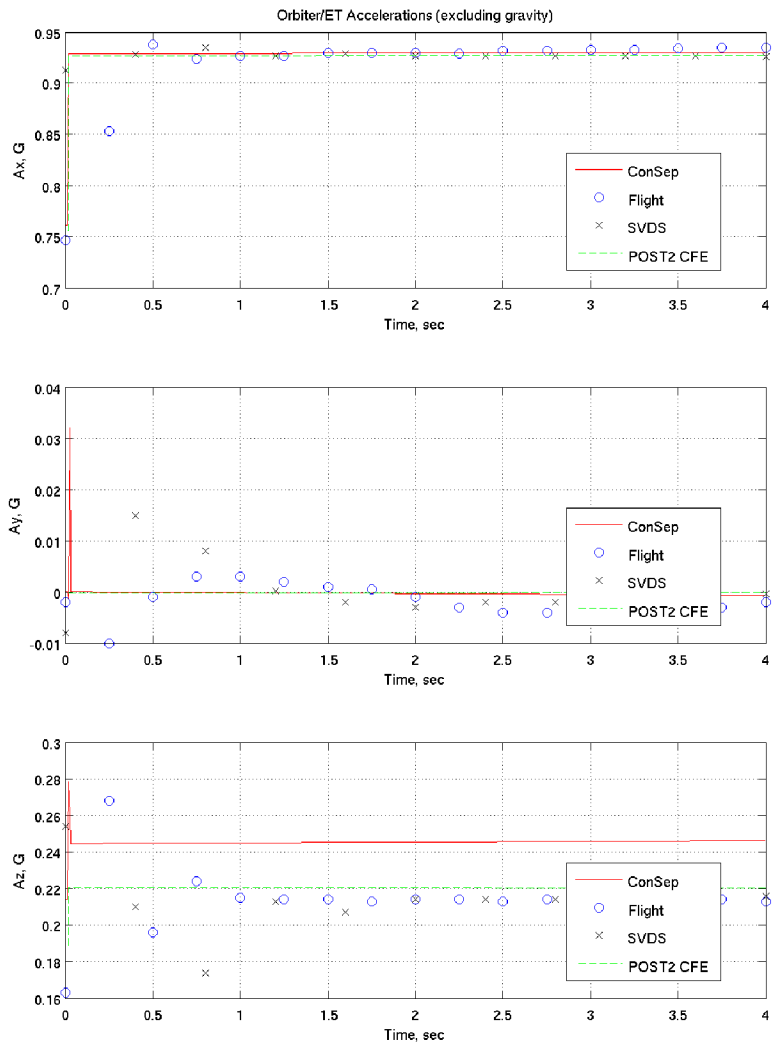 Orbiter/ET Accelerations (excluding gravity)
0.95
0.9
0.85
0.8
0.75
0.7
Ax, G
ConSep
Flight
SVDS
POST2 CFE
0 0.5 1 1.5 2 2.5 3 3.5 4
Time, sec
0.04
0.03
0.02
0.01
0
-0.01
Ay, G
ConSep
Flight
SVDS
POST2 CFE
0 0.5 1 1.5 2 2.5 3 3.5 4
Time, sec
0.3
0.28
0.26
0.24
0.22
0.2
0.18
0.16
Az, G
ConSep
Flight
SVDS
POST2 CFE
0 0.5 1 1.5 2 2.5 3 3.5 4
Time, sec